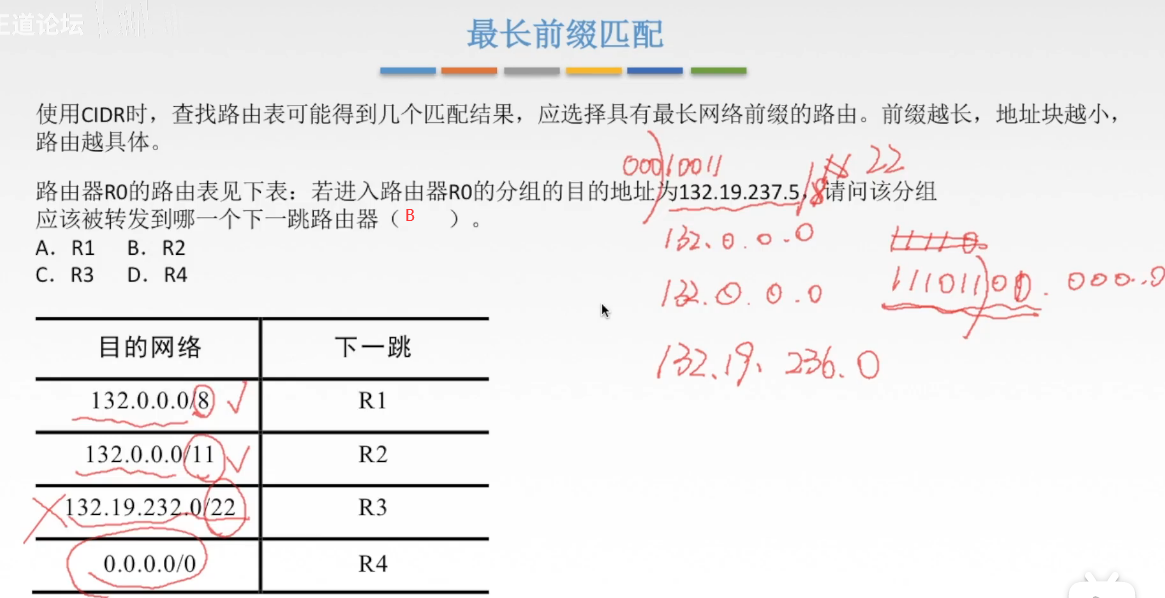 王道论坛
最长前缀匹配
使用CIDR时，查找路由表可能得到几个匹配结果，应选择具有最长网络前缀的路由。前缀越长，地址块越小，
路由越具体。
00010011
22
路由器R0的路由表见下表：若进入路由器R0的分组的目的地址为132.19.237.5，请问该分组
应该被转发到哪一个下一跳路由器（ B ）。
132.0.0.0
A. R1 B. R2
C. R3 D. R4
132.0.0.0
11101100.000..0
132.19.236.0
目的网络 下一跳
132.0.0.0/8 R1
132.0.0.0/11 R2
132.19.232.0/22 R3
0.0.0.0/0 R4